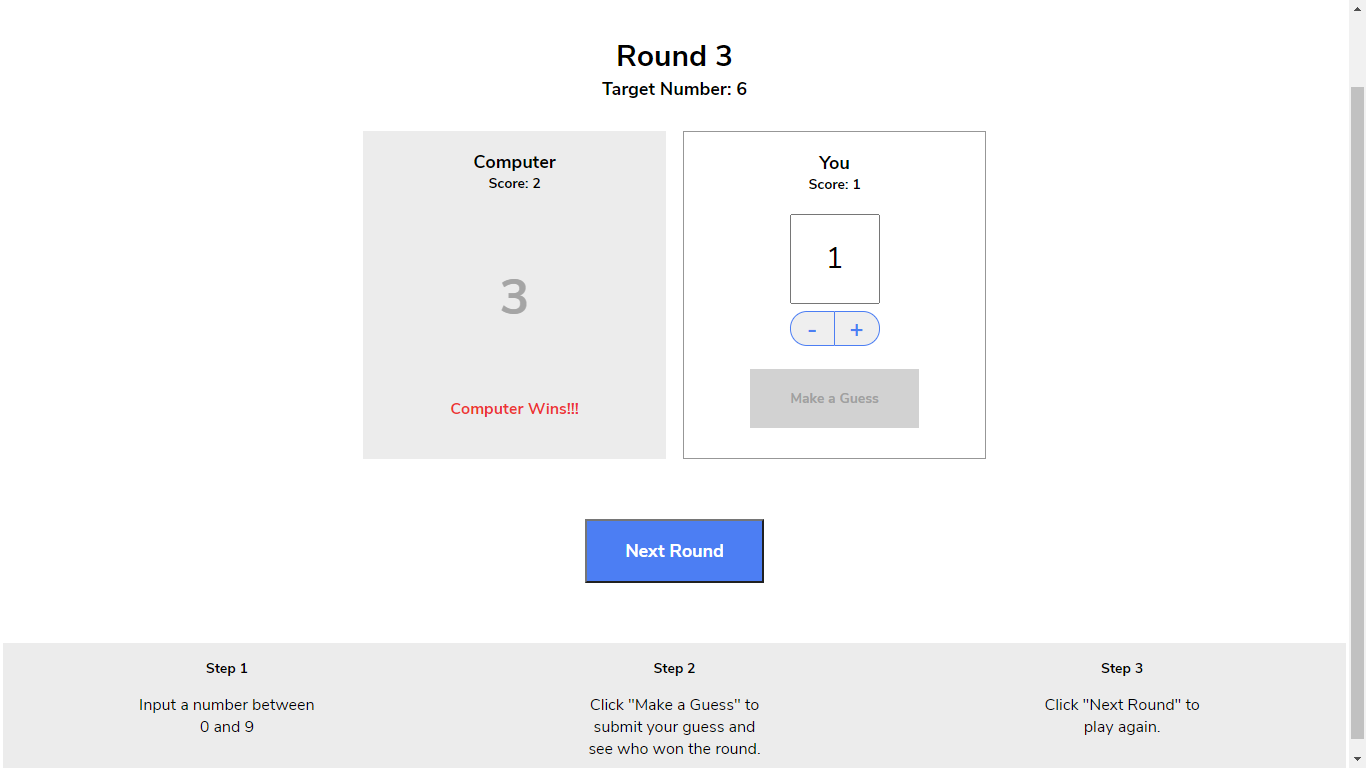 Round 3
Target Number: 6
Computer
Score: 2
3
Computer Wins!!!
You
Score: 1
1
- +
Make a Guess
Next Round
Step 1
Input a number between
0 and 9
Step 2
Click "Make a Guess" to
submit your guess and
see who won the round.
Step 3
Click "Next Round" to
play again.